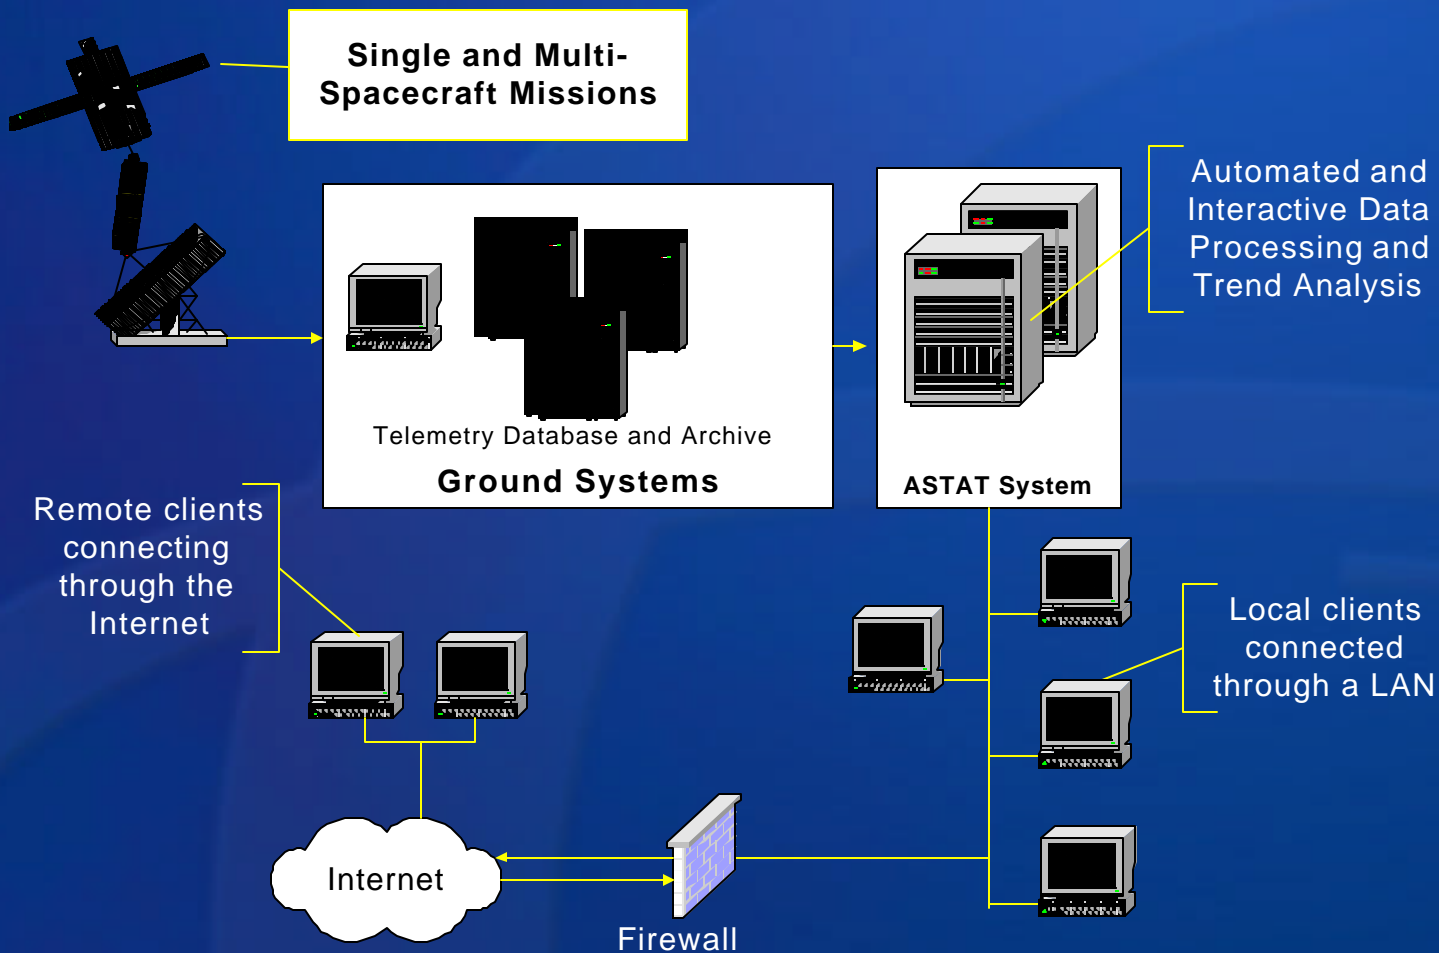 Single and Multi-
Spacecraft Missions
Automated and
Interactive Data
Processing and
Trend Analysis
Telemetry Database and Archive
Ground Systems
ASTAT System
Remote clients
connecting
through the
Internet
Local clients
connected
through a LAN
Internet
Firewall